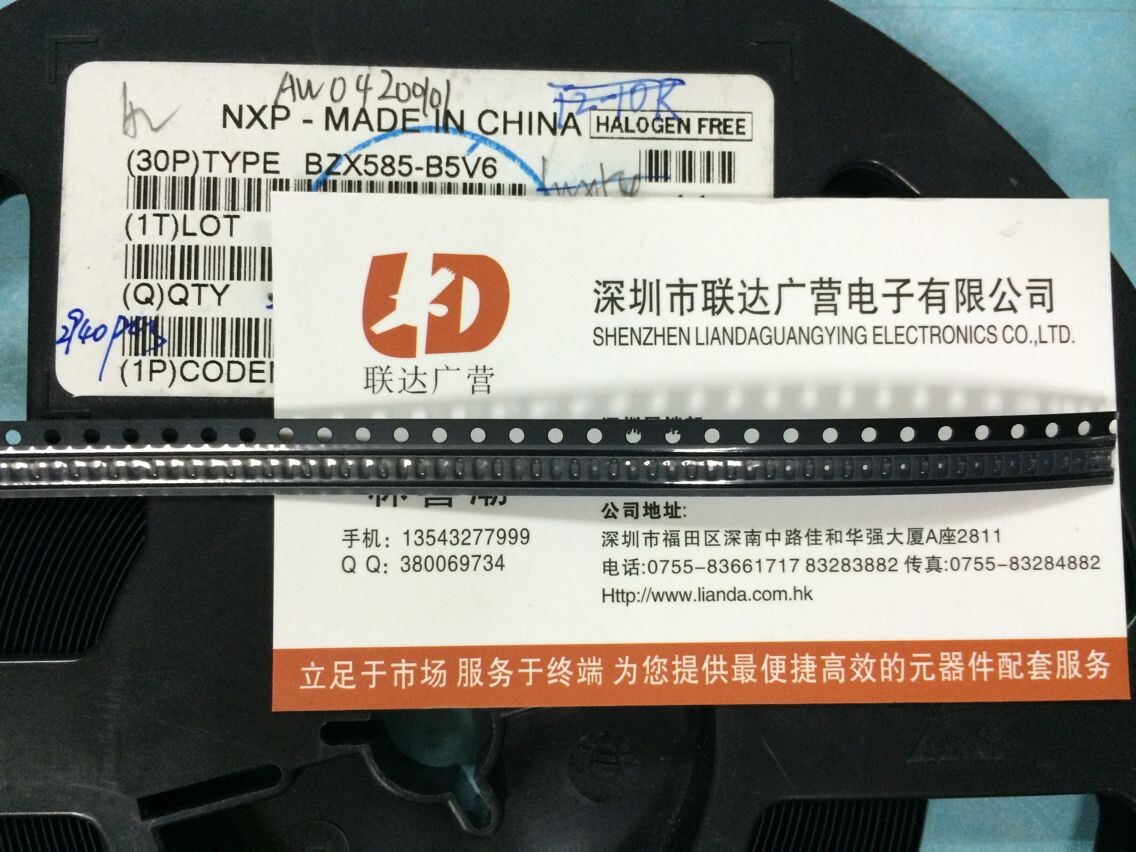 AW04200101
NXP - MADE IN CHINA
HALOGEN FREE
(30P)TYPE BZX585-B5V6
(1T)LOT
(Q)QTY
2940pcs
(1P)CODE
联达广营
深圳市联达广营电子有限公司
SHENZHEN LIANDAGUANGYING ELECTRONICS CO.,LTD.
手机：13543277999
Q Q：380069734
公司地址:
深圳市福田区深南中路佳和华强大厦A座2811
电话:0755-83661717 83283882 传真:0755-83284882
Http://www.lianda.com.hk
立足于市场 服务于终端 为您提供最便捷高效的元器件配套服务